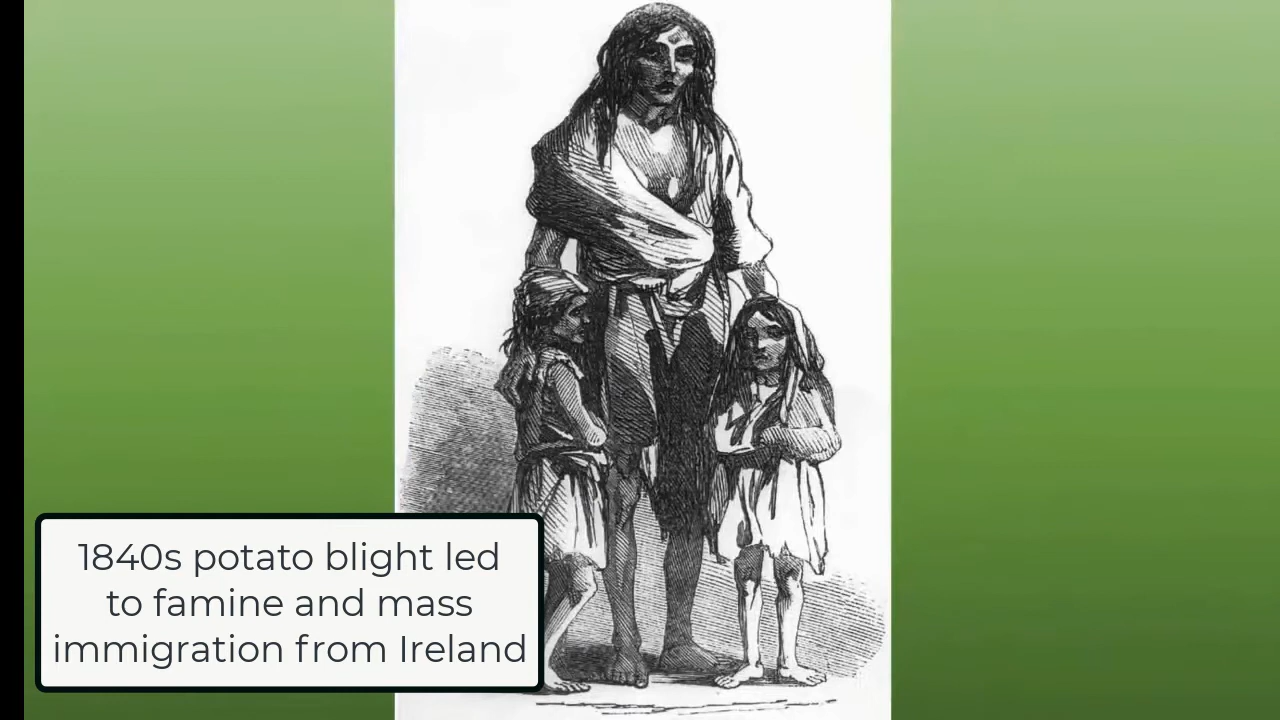 1840s potato blight led
to famine and mass
immigration from Ireland